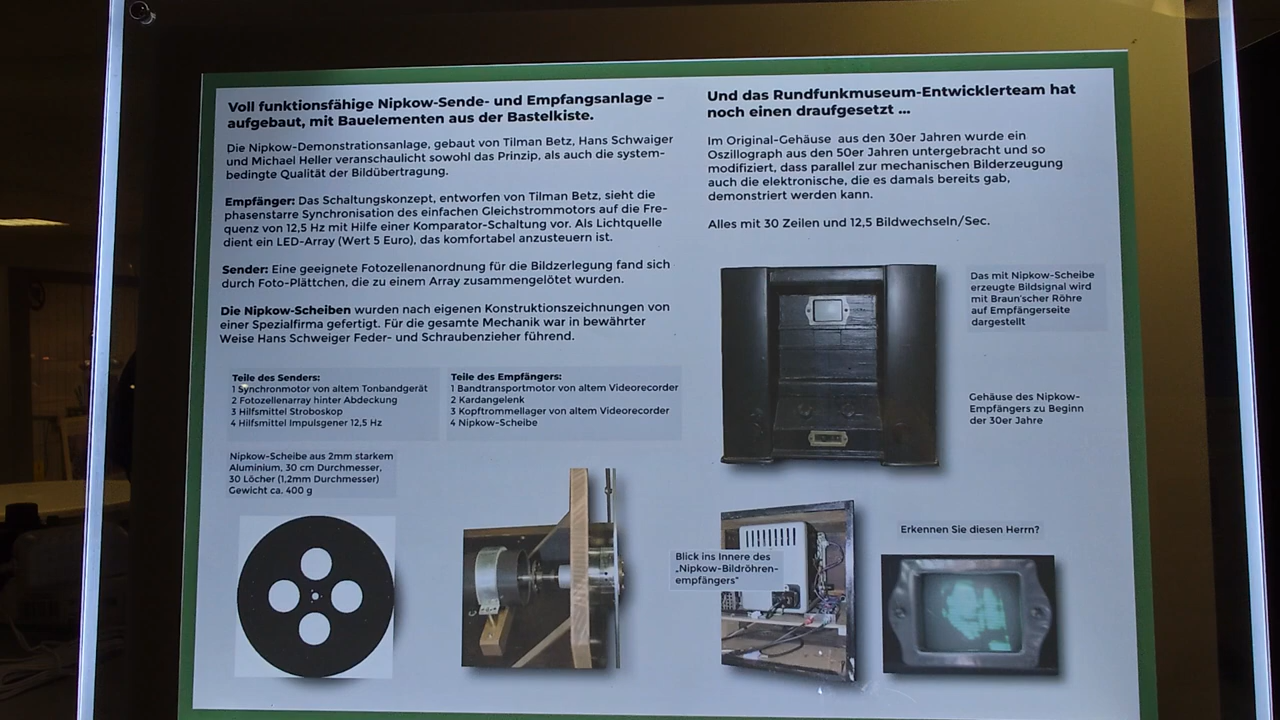 Voll funktionsfähige Nipkow-Sende- und Empfangsanlage –
aufgebaut, mit Bauelementen aus der Bastelkiste.
Die Nipkow-Demonstrationsanlage, gebaut von Tilman Betz, Hans Schwaiger
und Michael Heller veranschaulicht sowohl das Prinzip, als auch die system-
bedingte Qualität der Bildübertragung.
Empfänger: Das Schaltungskonzept, entworfen von Tilman Betz, sieht die
phasenstarre Synchronisation des einfachen Gleichstrommotors auf die Fre-
quenz von 12,5 Hz mit Hilfe einer Komparator-Schaltung vor. Als Lichtquelle
dient ein LED-Array (Wert 5 Euro), das komfortabel anzusteuern ist.
Sender: Eine geeignete Fotozellenanordnung für die Bildzerlegung fand sich
durch Foto-Plättchen, die zu einem Array zusammengelötet wurden.
Die Nipkow-Scheiben wurden nach eigenen Konstruktionszeichnungen von
einer Spezialfirma gefertigt. Für die gesamte Mechanik war in bewährter
Weise Hans Schweiger Feder- und Schraubenzieher führend.
Teile des Senders:
1 Synchronmotor von altem Tonbandgerät
2 Fotozellenarray hinter Abdeckung
3 Hilfsmittel Stroboskop
4 Hilfsmittel Impulsgener 12,5 Hz
Teile des Empfängers:
1 Bandtransportmotor von altem Videorecorder
2 Kardangelenk
3 Kopftrommellager von altem Videorecorder
4 Nipkow-Scheibe
Nipkow-Scheibe aus 2mm starkem
Aluminium, 30 cm Durchmesser,
30 Löcher (1,2mm Durchmesser)
Gewicht ca. 400 g
Und das Rundfunkmuseum-Entwicklerteam hat
noch einen draufgesetzt ...
Im Original-Gehäuse aus den 30er Jahren wurde ein
Oszillograph aus den 50er Jahren untergebracht und so
modifiziert, dass parallel zur mechanischen Bilderzeugung
auch die elektronische, die es damals bereits gab,
demonstriert werden kann.
Alles mit 30 Zeilen und 12,5 Bildwechseln/Sec.
Das mit Nipkow-Scheibe
erzeugte Bildsignal wird
mit Braun'scher Röhre
auf Empfängerseite
dargestellt
Gehäuse des Nipkow-
Empfängers zu Beginn
der 30er Jahre
Blick ins Innere des
„Nipkow-Bildröhren-
empfängers"
Erkennen Sie diesen Herrn?